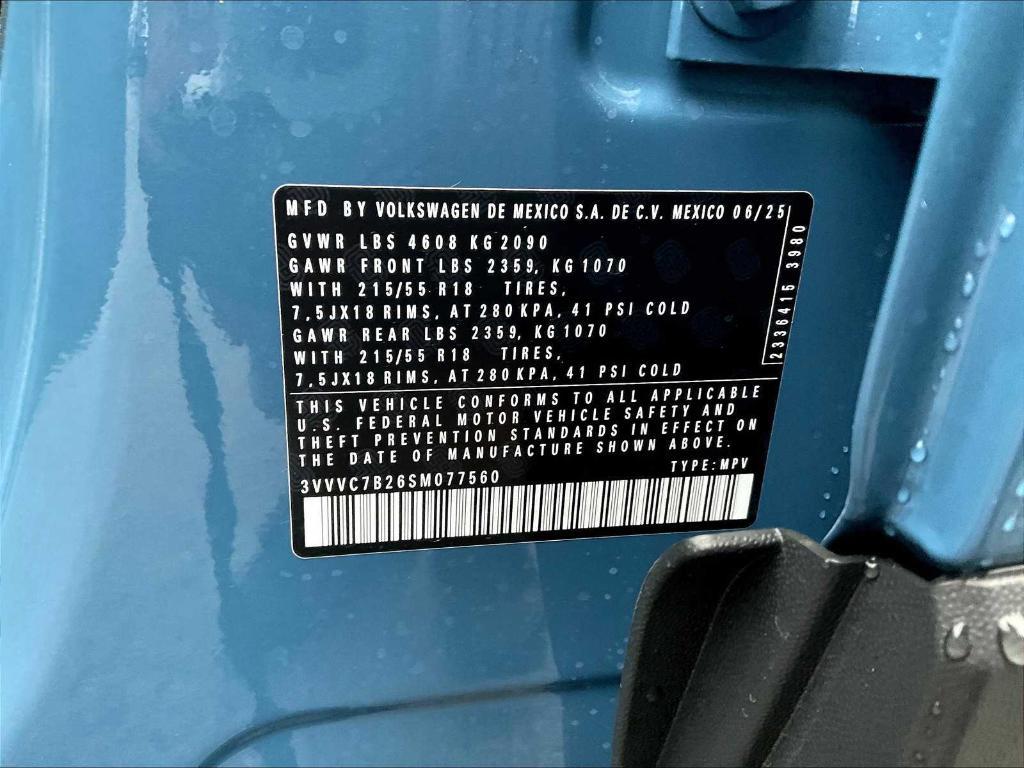 MFD BY VOLKSWAGEN DE MEXICO S.A. DE C.V. MEXICO 06/25
GVWR LBS 4608 KG 2090
GAWR FRONT LBS 2359, KG 1070
WITH 215/55 R18 TIRES,
7,5JX18 RIMS, AT 280 KPA, 41 PSI COLD
GAWR REAR LBS 2359, KG 1070
WITH 215/55 R18 TIRES,
7,5JX18 RIMS, AT 280 KPA, 41 PSI COLD
2336415 3980
THIS VEHICLE CONFORMS TO ALL APPLICABLE
U.S. FEDERAL MOTOR VEHICLE SAFETY AND
THEFT PREVENTION STANDARDS IN EFFECT ON
THE DATE OF MANUFACTURE SHOWN ABOVE.
TYPE: MPV
3VVVC7B26SM077560